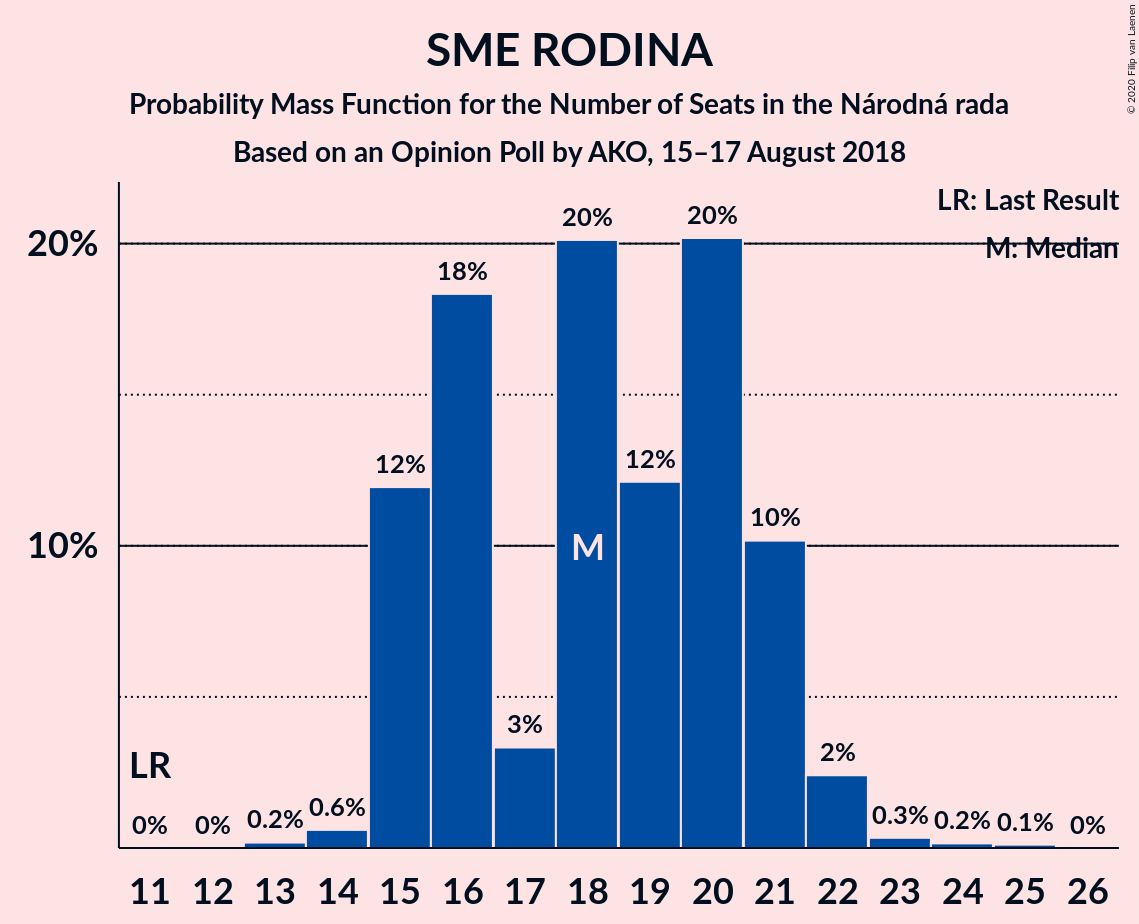 SME RODINA
Probability Mass Function for the Number of Seats in the Národná rada
Based on an Opinion Poll by AKO, 15–17 August 2018
© 2020 Filip van Laenen
LR: Last Result
M: Median
20%
10%
LR
0% 0% 0.2% 0.6% 12% 18% 3% 20% 12% 20% 10% 2% 0.3% 0.2% 0.1% 0%
M
11 12 13 14 15 16 17 18 19 20 21 22 23 24 25 26